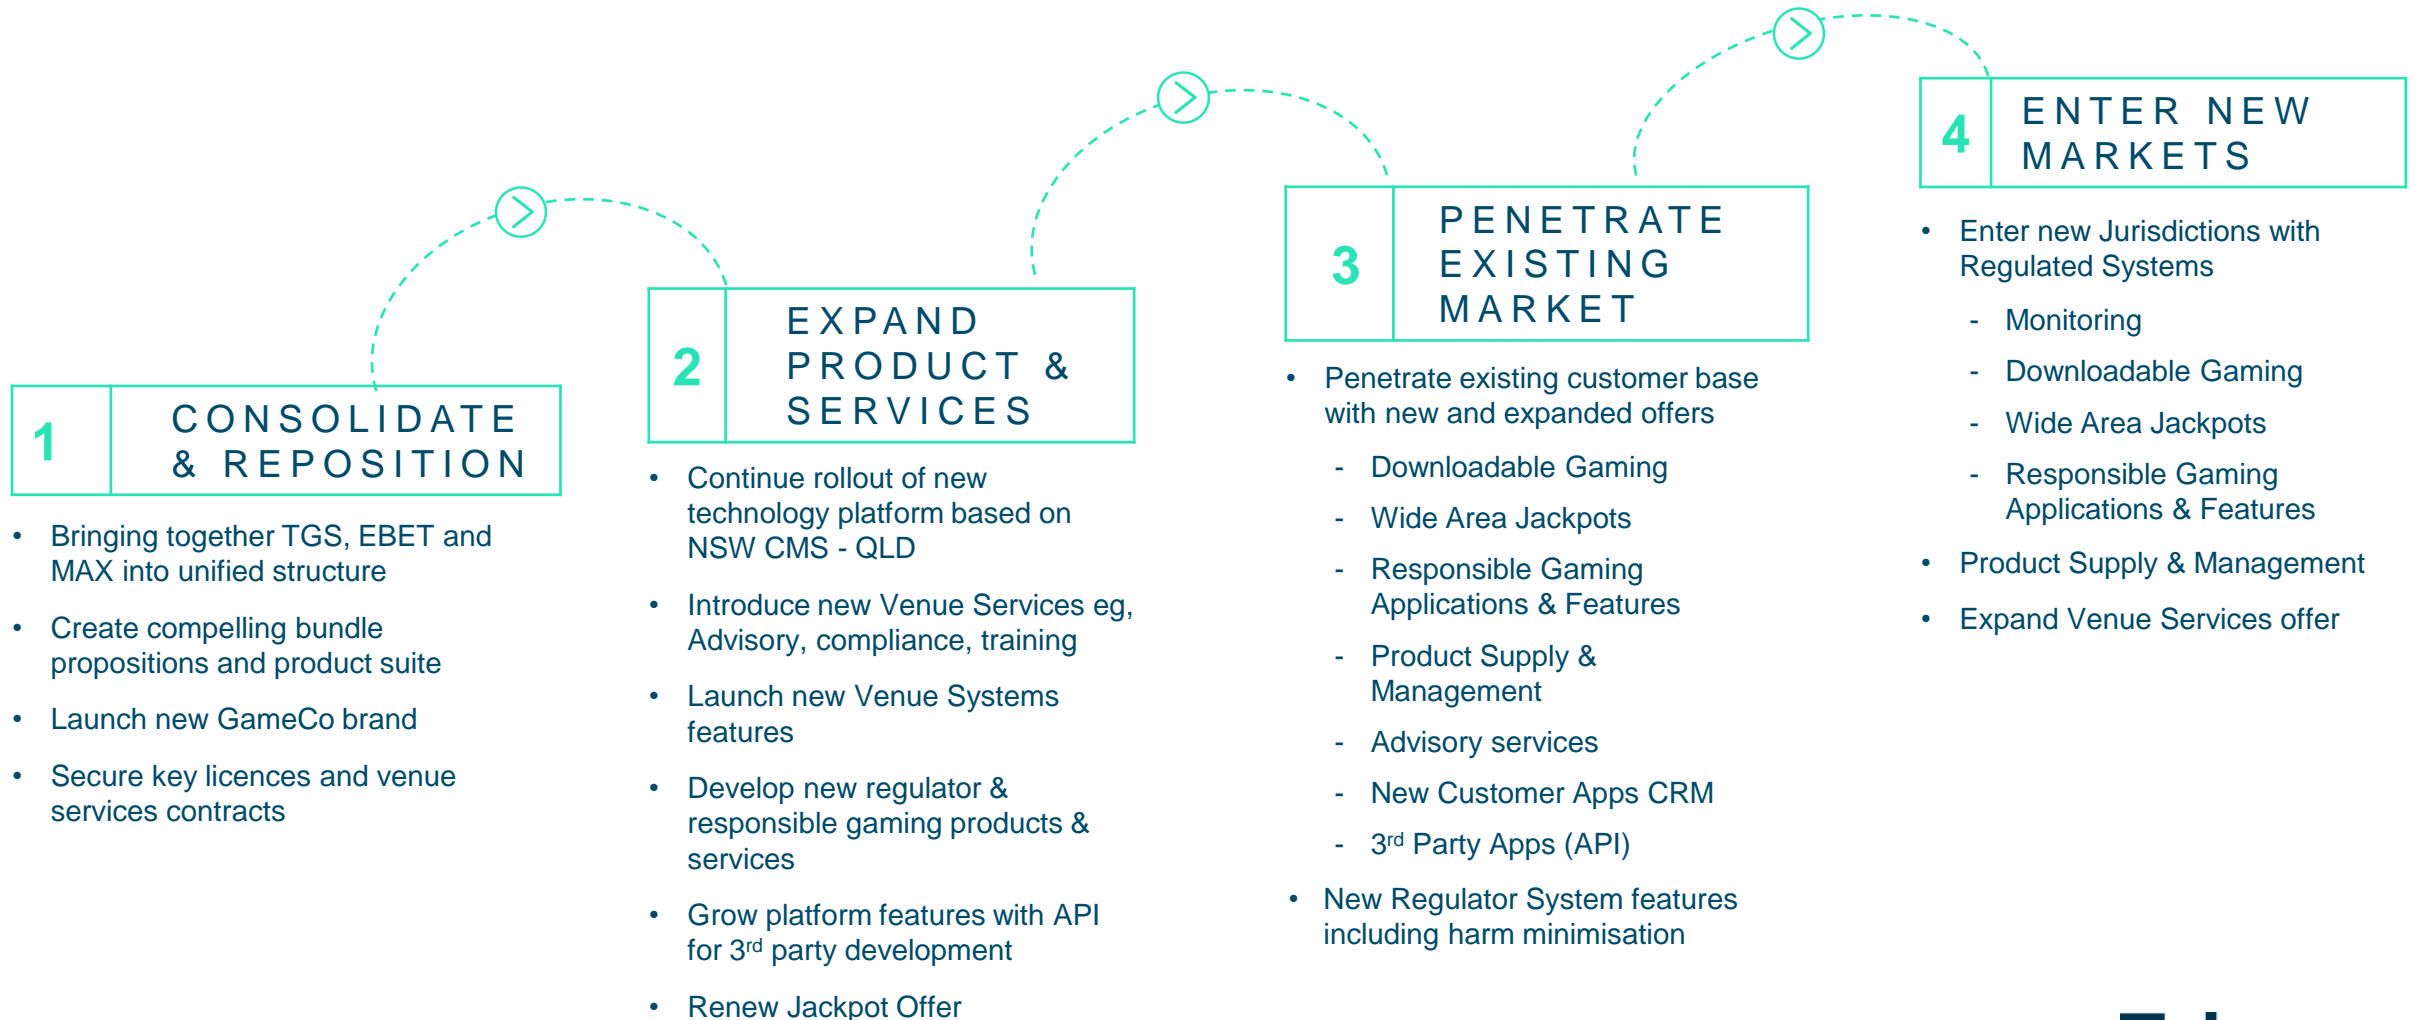 1
CONSOLIDATE
& REPOSITION
• Bringing together TGS, EBET and
MAX into unified structure
• Create compelling bundle
propositions and product suite
• Launch new GameCo brand
• Secure key licences and venue
services contracts
2
EXPAND
PRODUCT &
SERVICES
• Continue rollout of new
technology platform based on
NSW CMS - QLD
• Introduce new Venue Services eg,
Advisory, compliance, training
• Launch new Venue Systems
features
• Develop new regulator &
responsible gaming products &
services
• Grow platform features with API
for 3rd party development
• Renew Jackpot Offer
3
PENETRATE
EXISTING
MARKET
• Penetrate existing customer base
with new and expanded offers
- Downloadable Gaming
- Wide Area Jackpots
- Responsible Gaming
Applications & Features
- Product Supply &
Management
- Advisory services
- New Customer Apps CRM
- 3rd Party Apps (API)
• New Regulator System features
including harm minimisation
4
ENTER NEW
MARKETS
• Enter new Jurisdictions with
Regulated Systems
- Monitoring
- Downloadable Gaming
- Wide Area Jackpots
- Responsible Gaming
Applications & Features
• Product Supply & Management
• Expand Venue Services offer